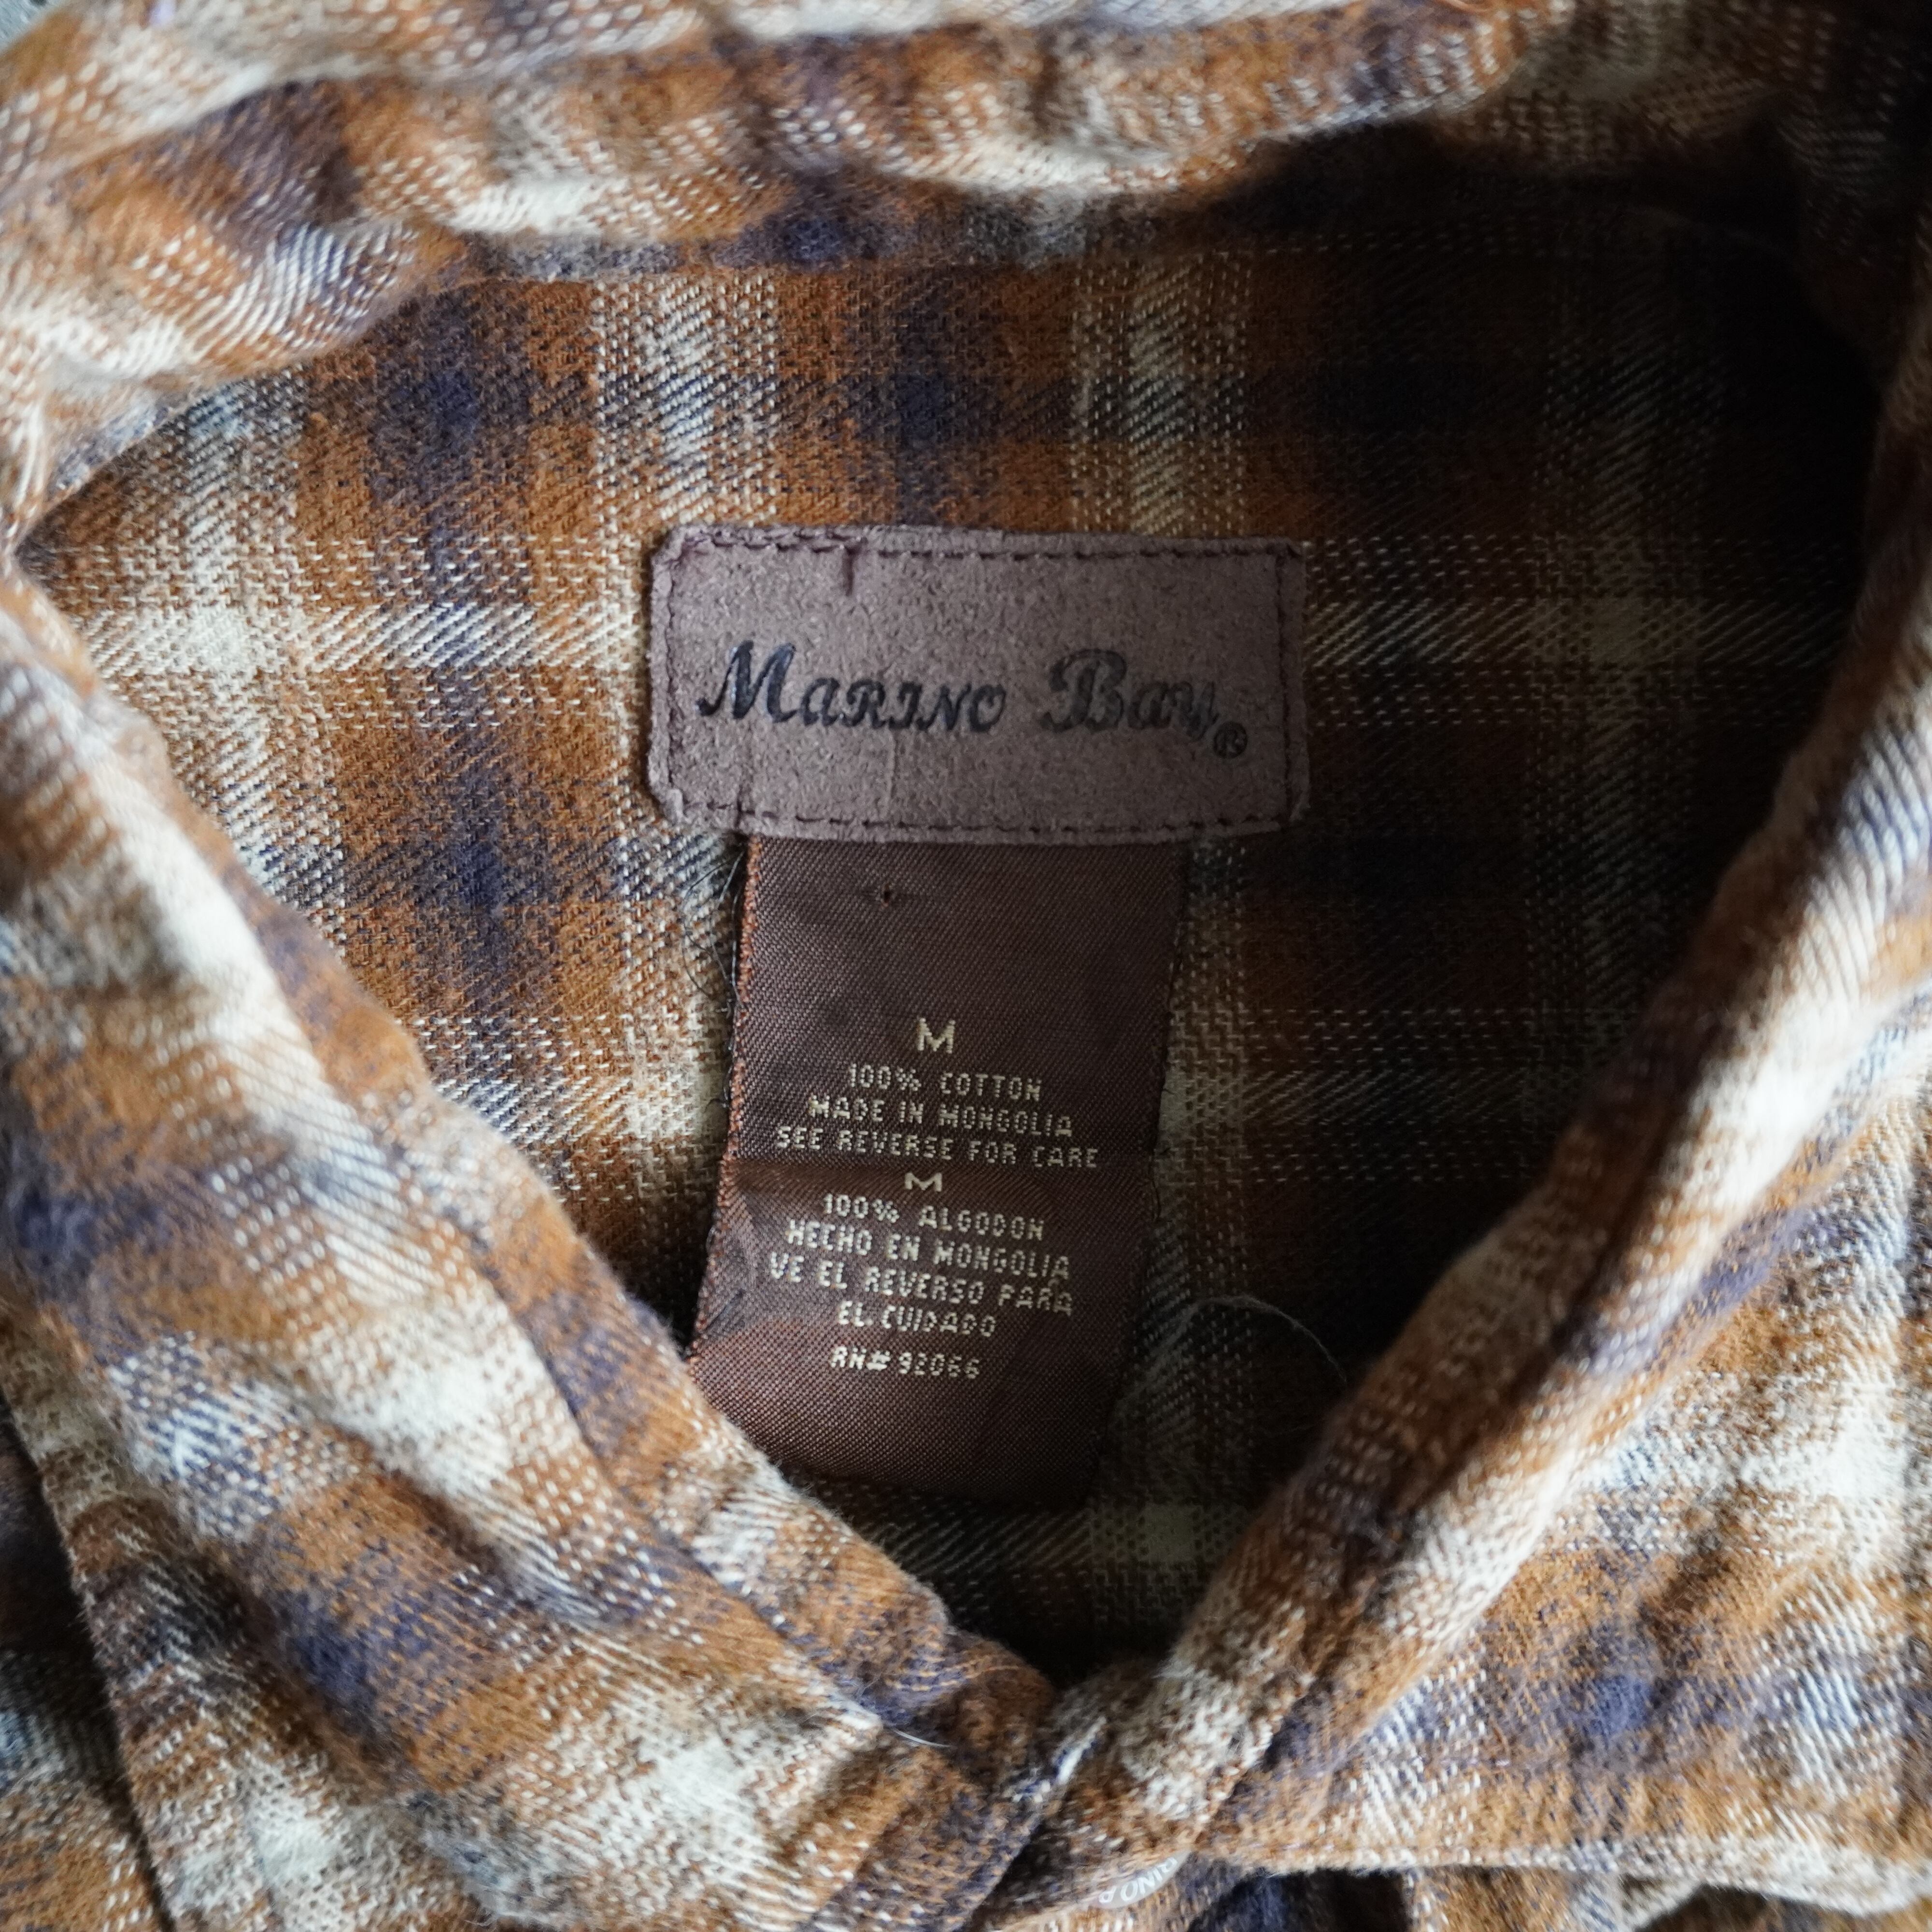 Marino Bay®
M
100% COTTON
MADE IN MONGOLIA
SEE REVERSE FOR CARE
M
100% ALGODON
HECHO EN MONGOLIA
VE EL REVERSO PARA
EL CUIDADO
RN# 92066